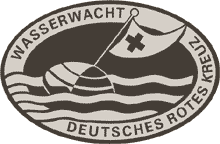 WASSERWACHT
DEUTSCHES ROTES KREUZ